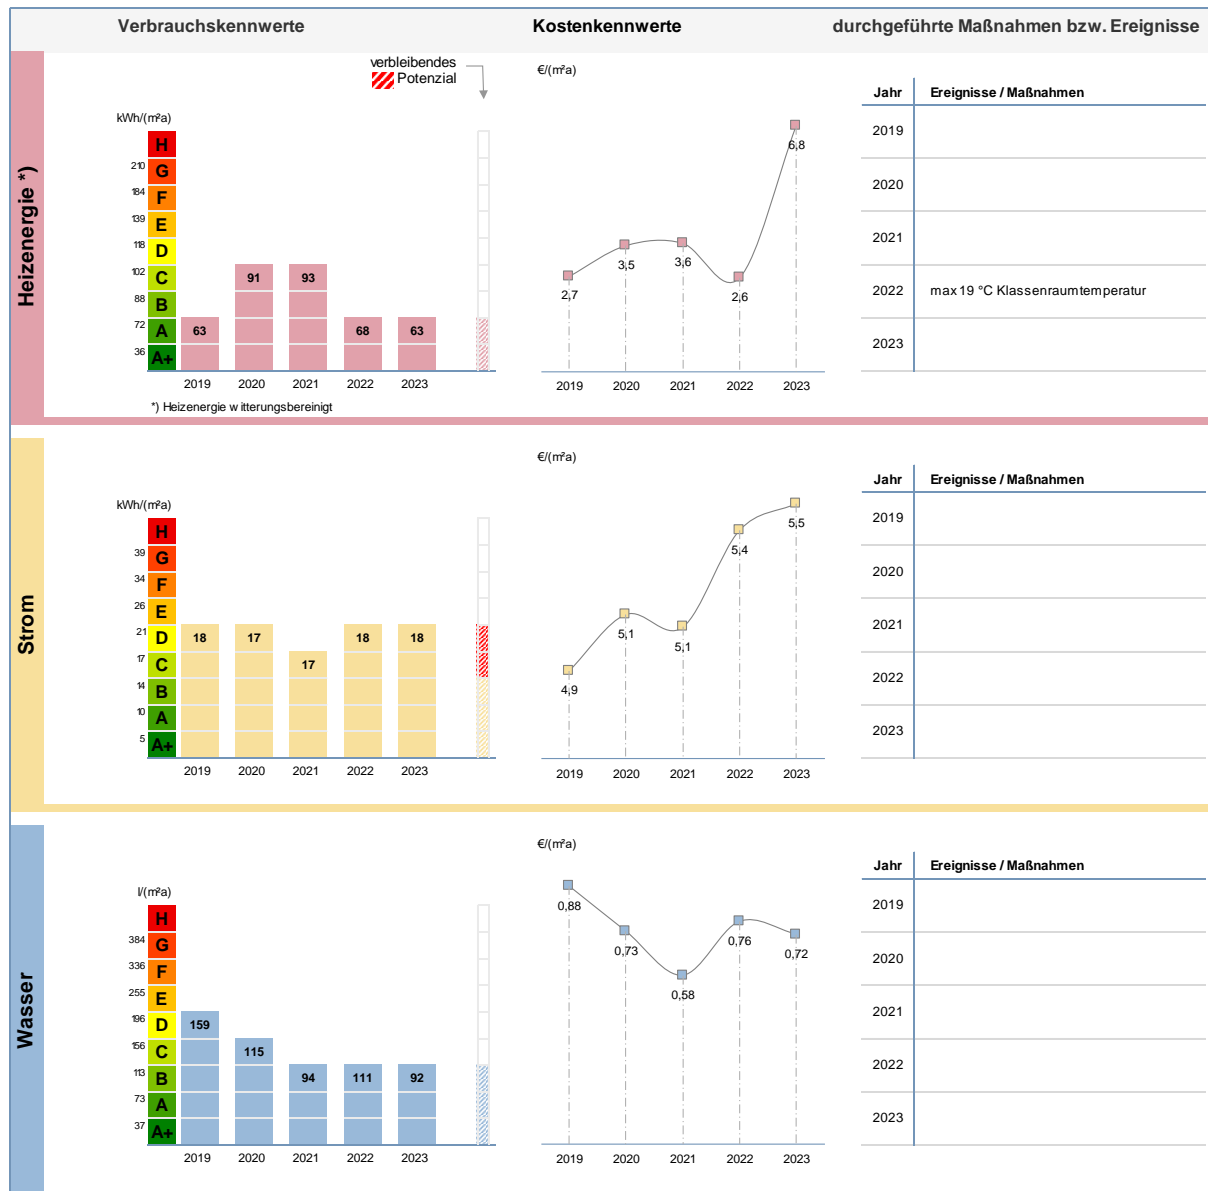 Verbrauchskennwerte
Kostenkennwerte
durchgeführte Maßnahmen bzw. Ereignisse
Heizenergie *)
verbleibendes
Potenzial
kWh/(m²a)
H
210
G
184
F
139
E
118
D
102
C
88
B
72
A
36
A+
63
91
93
68
63
2019 2020 2021 2022 2023
*) Heizenergie witterungsbereinigt
€/(m²a)
2,7
3,5
3,6
2,6
6,8
2019 2020 2021 2022 2023
Jahr Ereignisse / Maßnahmen
2019
2020
2021
2022 max 19 °C Klassenraumtemperatur
2023
Strom
kWh/(m²a)
H
39
G
34
F
26
E
21
D
17
C
14
B
10
A
5
A+
18
17
17
18
18
2019 2020 2021 2022 2023
€/(m²a)
4,9
5,1
5,1
5,4
5,5
2019 2020 2021 2022 2023
Jahr Ereignisse / Maßnahmen
2019
2020
2021
2022
2023
Wasser
l/(m²a)
H
384
G
336
F
255
E
196
D
156
C
113
B
73
A
37
A+
159
115
94
111
92
2019 2020 2021 2022 2023
€/(m²a)
0,88
0,73
0,58
0,76
0,72
2019 2020 2021 2022 2023
Jahr Ereignisse / Maßnahmen
2019
2020
2021
2022
2023